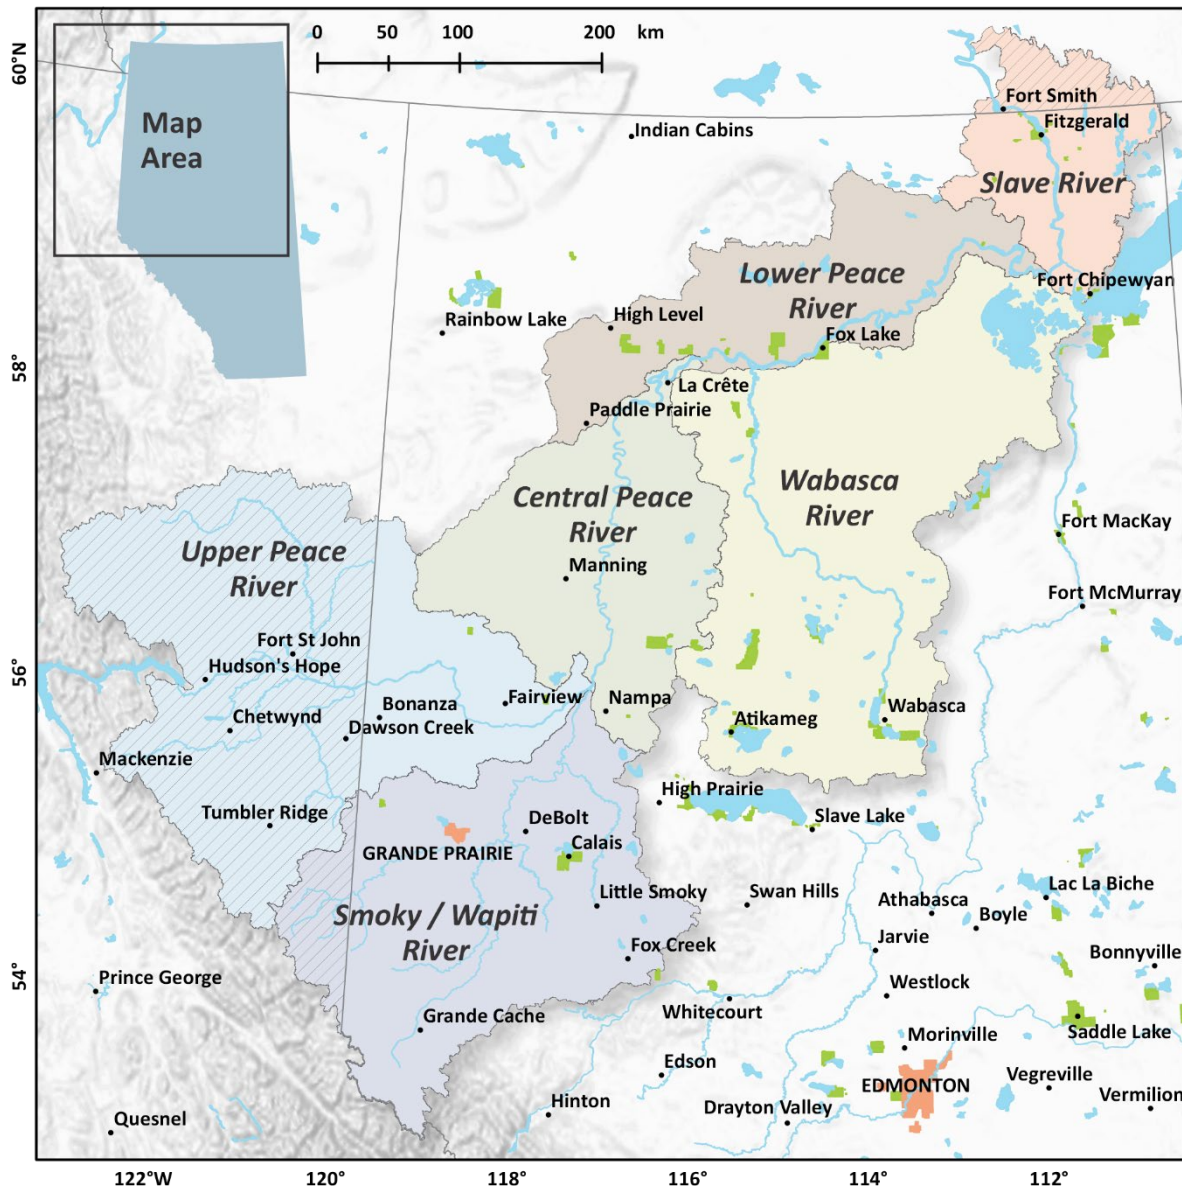 0 50 100 200 km
60°N
Map
Area
Fort Smith
Fitzgerald
Indian Cabins
Slave River
Lower Peace
River
Fort Chipewyan
Rainbow Lake
High Level
Fox Lake
58°
La Crête
Paddle Prairie
Central Peace
River
Wabasca
River
Upper Peace
River
Fort MacKay
Manning
Fort McMurray
Fort St John
Hudson's Hope
56°
Bonanza
Fairview
Nampa
Chetwynd
Dawson Creek
Atikameg
Wabasca
Mackenzie
High Prairie
Tumbler Ridge
DeBolt
Slave Lake
GRANDE PRAIRIE
Calais
Little Smoky
Swan Hills
Lac La Biche
Athabasca
Boyle
Smoky / Wapiti
River
Jarvie
Fox Creek
Bonnyville
54°
Prince George
Westlock
Whitecourt
Grande Cache
Morinville
Saddle Lake
Edson
EDMONTON
Vegreville
Hinton
Drayton Valley
Vermilion
Quesnel
122°W 120° 118° 116° 114° 112°